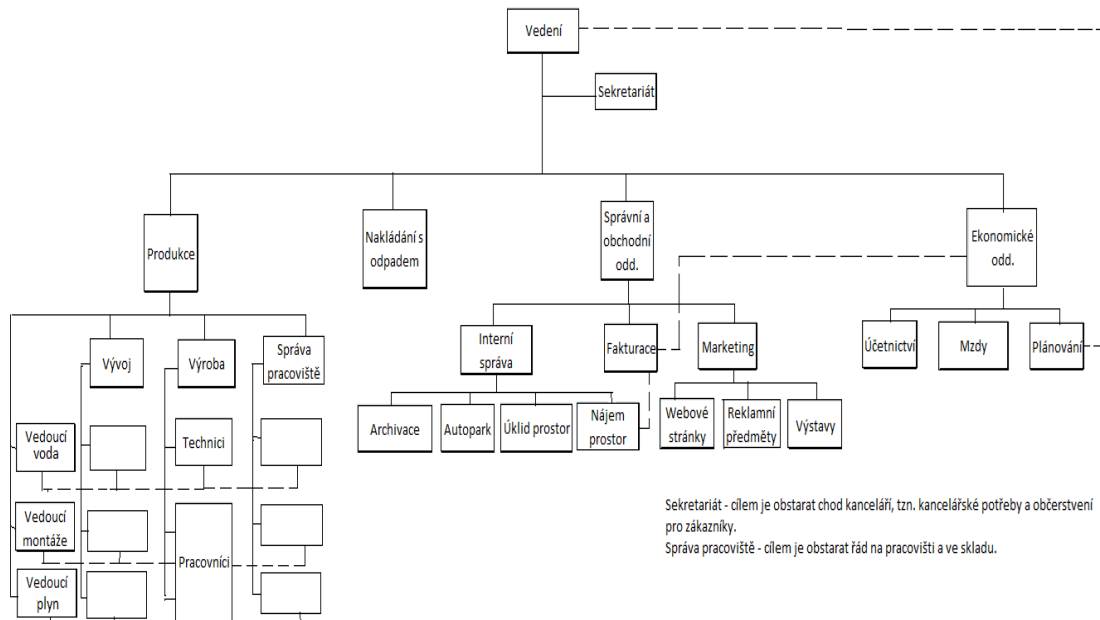 Vedení
Sekretariát
Produkce
Nakládání s
odpadem
Správní a
obchodní
odd.
Ekonomické
odd.
Vývoj
Výroba
Správa
pracoviště
Interní
správa
Fakturace
Marketing
Účetnictví
Mzdy
Plánování
Archivace
Autopark
Úklid prostor
Nájem
prostor
Webové
stránky
Reklamní
předměty
Výstavy
Vedoucí
voda
Technici
Vedoucí
montáže
Pracovníci
Vedoucí
plyn
Sekretariát - cílem je obstarat chod kanceláří, tzn. kancelářské potřeby a občerstvení
pro zákazníky.
Správa pracoviště - cílem je obstarat řád na pracovišti a ve skladu.